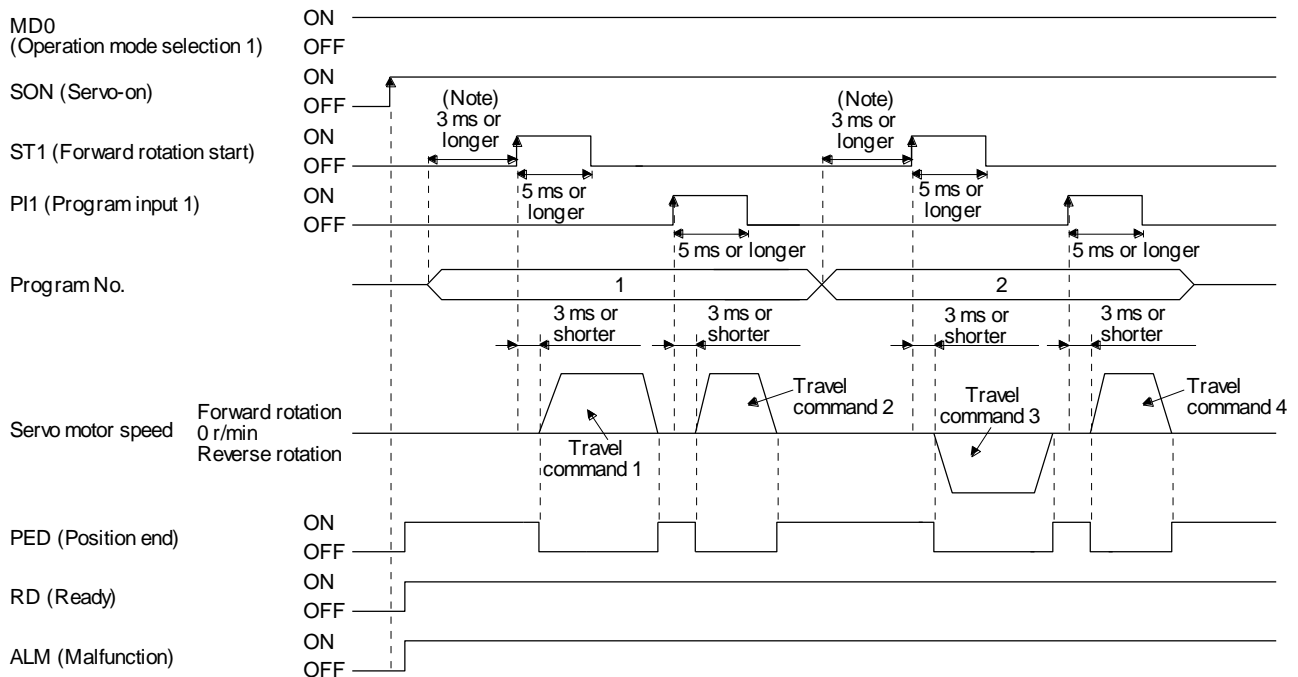 MD0
(Operation mode selection 1)
ON
OFF
SON (Servo-on)
ON
OFF
(Note)
3 ms or
longer
(Note)
3 ms or
longer
ST1 (Forward rotation start)
ON
OFF
5 ms or
longer
5 ms or
longer
PI1 (Program input 1)
ON
OFF
5 ms or longer
5 ms or longer
Program No.
1
2
3 ms or
shorter
3 ms or
shorter
3 ms or
shorter
3 ms or
shorter
Servo motor speed
Forward rotation
0 r/min
Reverse rotation
Travel
command 1
Travel
command 2
Travel
command 3
Travel
command 4
PED (Position end)
ON
OFF
RD (Ready)
ON
OFF
ALM (Malfunction)
ON
OFF